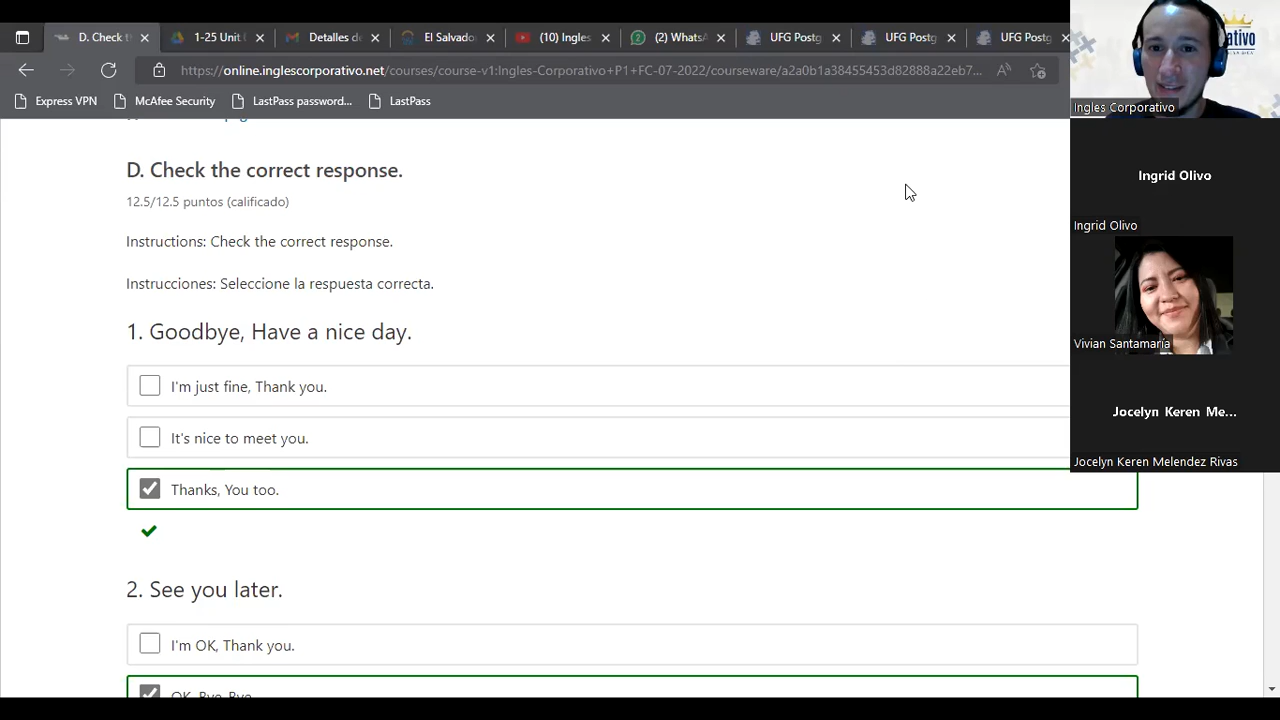 D. Check t
1-25 Unit
Detalles de
El Salvado
(10) Ingles
(2) WhatsA
UFG Postg
UFG Postg
UFG Postg
https://online.inglescorporativo.net/courses/course-v1:Ingles-Corporativo+P1+FC-07-2022/courseware/a2a0b1a38455453d82888a22eb7...
Express VPN
McAfee Security
LastPass password...
LastPass
D. Check the correct response.
12.5/12.5 puntos (calificado)
Instructions: Check the correct response.
Instrucciones: Seleccione la respuesta correcta.
1. Goodbye, Have a nice day.
I'm just fine, Thank you.
It's nice to meet you.
Thanks, You too.
2. See you later.
I'm OK, Thank you.
OK. Bye-Bye
Ingles Corporativo
Ingrid Olivo
Ingrid Olivo
Vivian Santamaría
Jocelyn Keren Me...
Jocelyn Keren Melendez Rivas